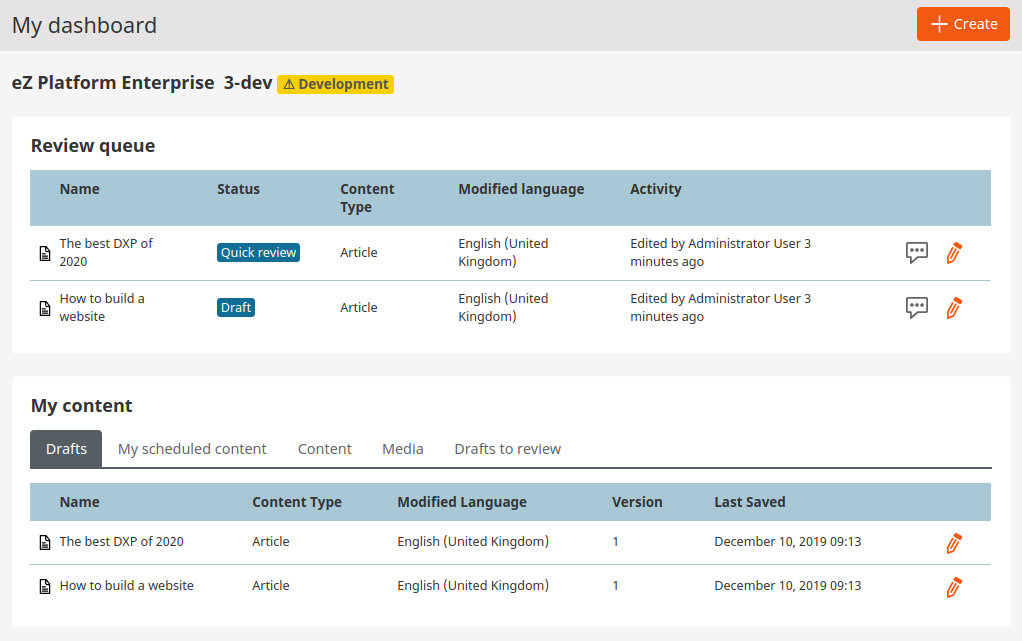 My dashboard
Create
eZ Platform Enterprise 3-dev Development
Review queue
Name Status Content Type Modified language Activity
The best DXP of 2020 Quick review Article English (United Kingdom) Edited by Administrator User 3 minutes ago
How to build a website Draft Article English (United Kingdom) Edited by Administrator User 3 minutes ago
My content
Drafts My scheduled content Content Media Drafts to review
Name Content Type Modified Language Version Last Saved
The best DXP of 2020 Article English (United Kingdom) 1 December 10, 2019 09:13
How to build a website Article English (United Kingdom) 1 December 10, 2019 09:13